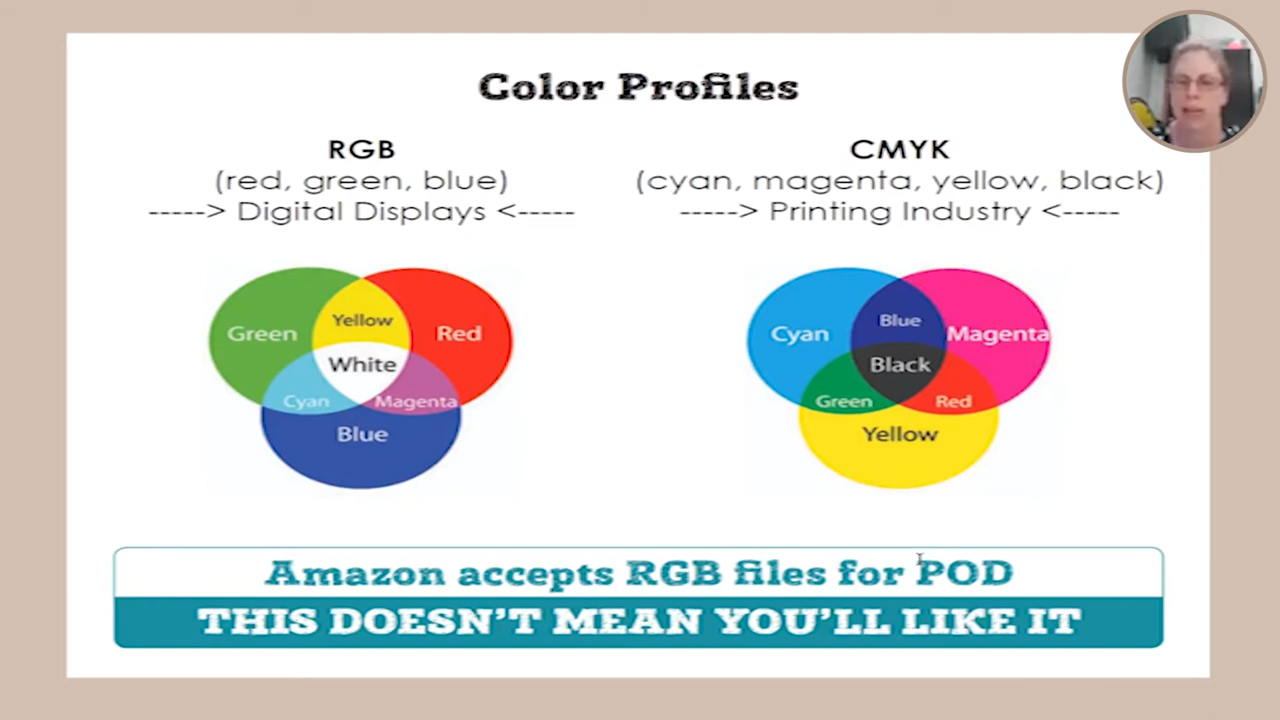 Color Profiles
RGB
(red, green, blue)
-----> Digital Displays <-----
CMYK
(cyan, magenta, yellow, black)
-----> Printing Industry <-----
Green
Yellow
Red
White
Cyan
Magenta
Blue
Cyan
Blue
Magenta
Black
Green
Red
Yellow
Amazon accepts RGB files for POD
THIS DOESN'T MEAN YOU'LL LIKE IT